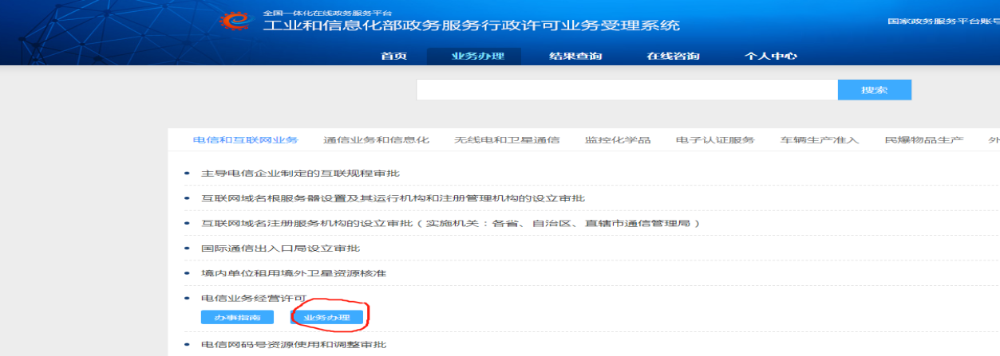 全国一体化在线政务服务平台
工业和信息化部政务服务行政许可业务受理系统
国家政务服务平台账号
首页 业务办理 结果查询 在线咨询 个人中心
搜索
电信和互联网业务 通信业务和信息化 无线电和卫星通信 监控化学品 电子认证服务 车辆生产准入 民爆物品生产 外
主导电信企业制定的互联规程审批
互联网域名根服务器设置及其运行机构和注册管理机构的设立审批
互联网域名注册服务机构的设立审批（实施机关：各省、自治区、直辖市通信管理局）
国际通信出入口局设立审批
境内单位租用境外卫星资源核准
电信业务经营许可
办事指南 业务办理
电信网码号资源使用和调整审批